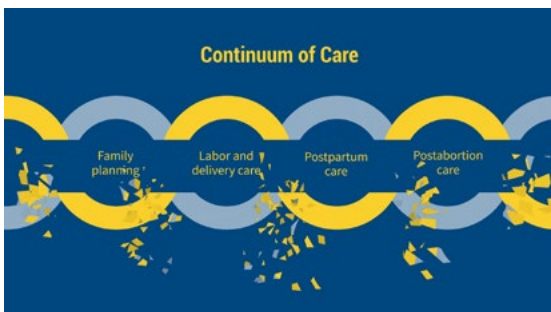 Continuum of Care
Family
planning
Labor and
delivery care
Postpartum
care
Postabortion
care